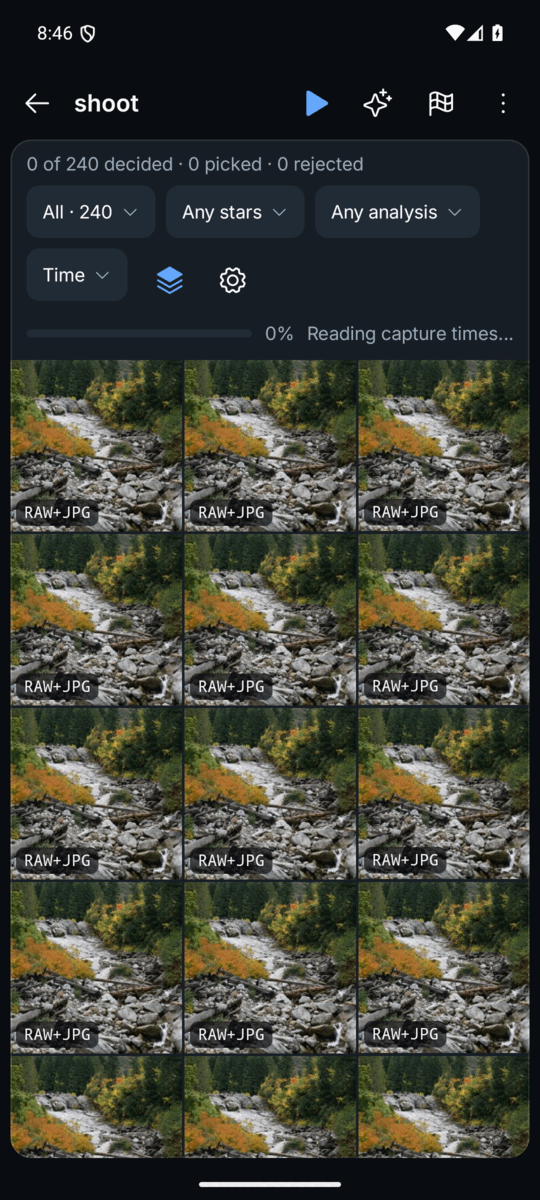 8:46
shoot
0 of 240 decided · 0 picked · 0 rejected
All · 240
Any stars
Any analysis
Time
0% Reading capture times...
RAW+JPG RAW+JPG RAW+JPG
RAW+JPG RAW+JPG RAW+JPG
RAW+JPG RAW+JPG RAW+JPG
RAW+JPG RAW+JPG RAW+JPG